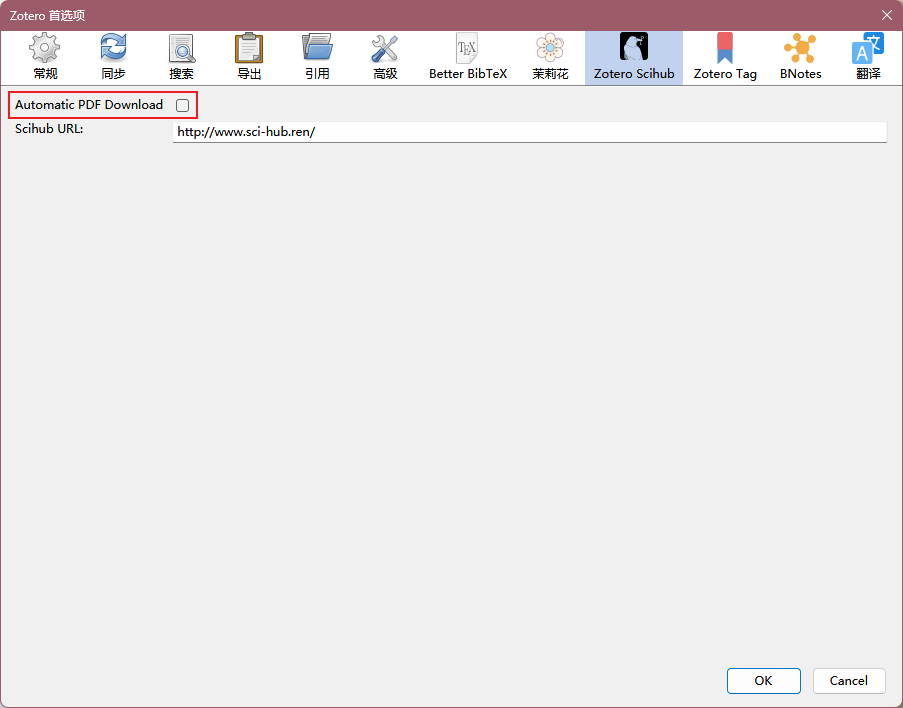 Zotero 首选项
常规 同步 搜索 导出 引用 高级 Better BibTeX 茉莉花 Zotero Scihub Zotero Tag BNotes 翻译
Automatic PDF Download
Scihub URL: http://www.sci-hub.ren/
OK Cancel